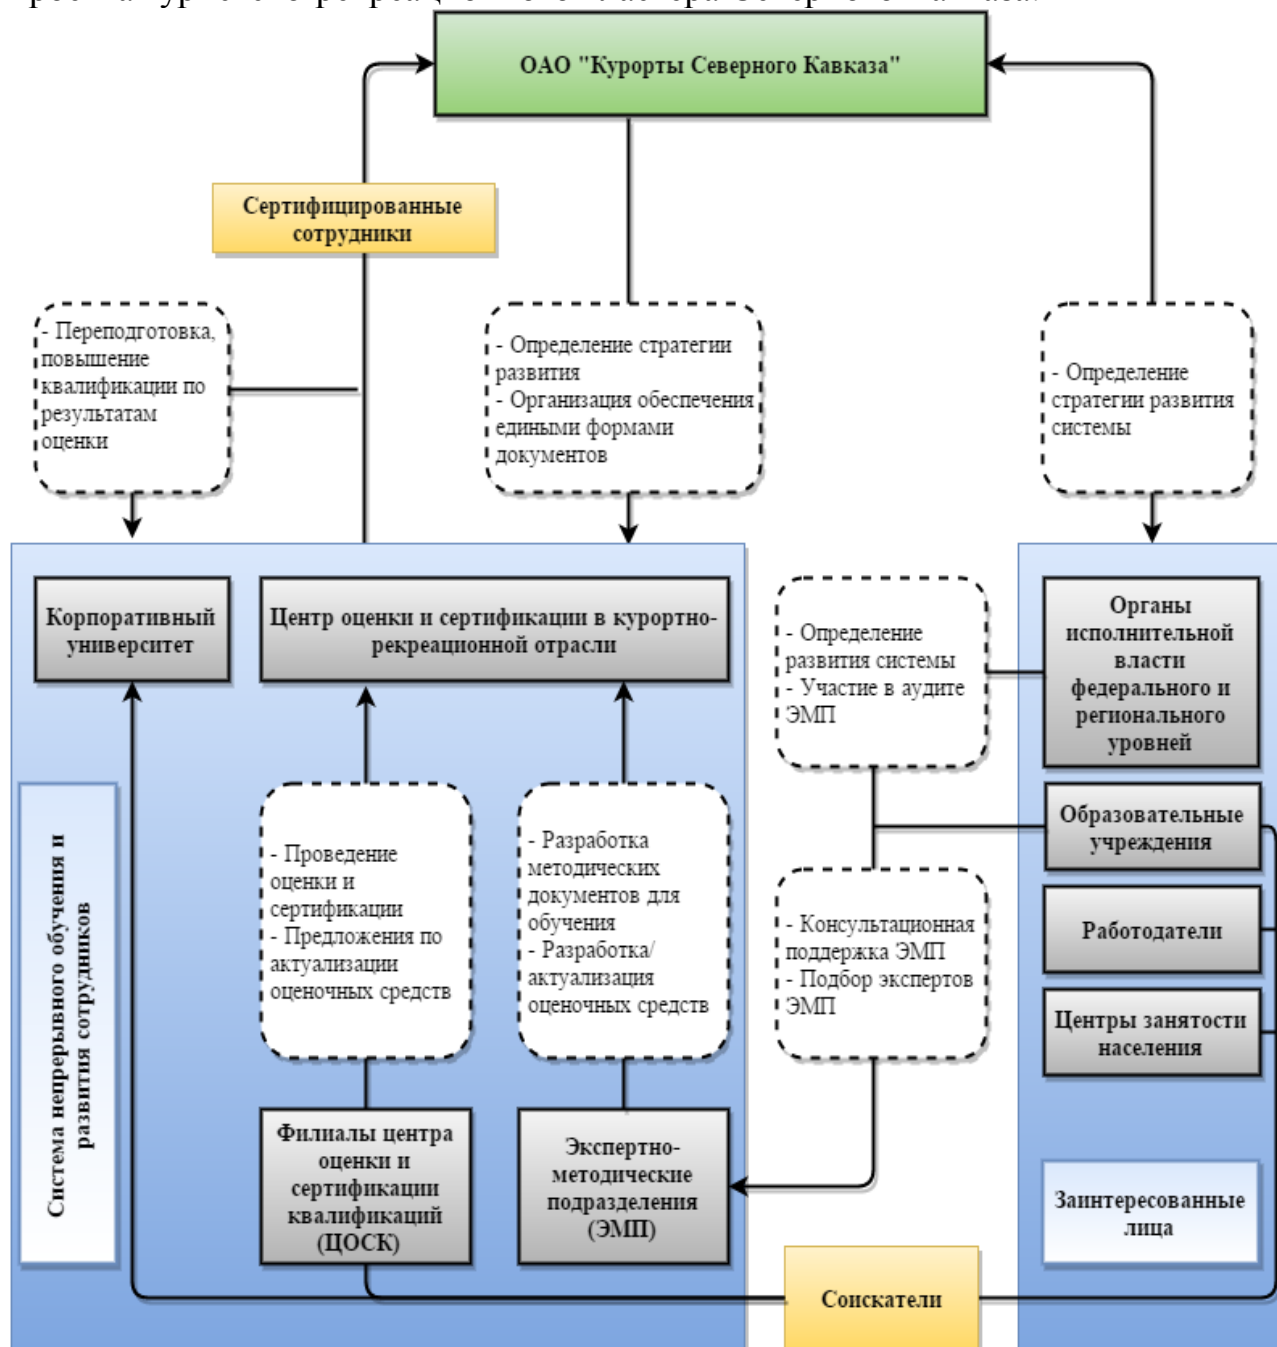 ОАО "Курорты Северного Кавказа"
Сертифицированные
сотрудники
- Переподготовка,
повышение
квалификации по
результатам
оценки
- Определение стратегии
развития
- Организация обеспечения
едиными формами
документов
- Определение
стратегии развития
системы
Корпоративный
университет
Центр оценки и сертификации в курортно-
рекреационной отрасли
- Определение
развития системы
- Участие в аудите
ЭМП
Органы
исполнительной
власти
федерального и
регионального
уровней
Система непрерывного обучения и
развития сотрудников
- Проведение
оценки и
сертификации
- Предложения по
актуализации
оценочных средств
- Разработка
методических
документов для
обучения
- Разработка/
актуализация
оценочных средств
- Консультационная
поддержка ЭМП
- Подбор экспертов
ЭМП
Образовательные
учреждения
Работодатели
Центры занятости
населения
Филиалы центра
оценки и
сертификации
квалификаций
(ЦОСК)
Экспертно-
методические
подразделения
(ЭМП)
Заинтересованные
лица
Соискатели